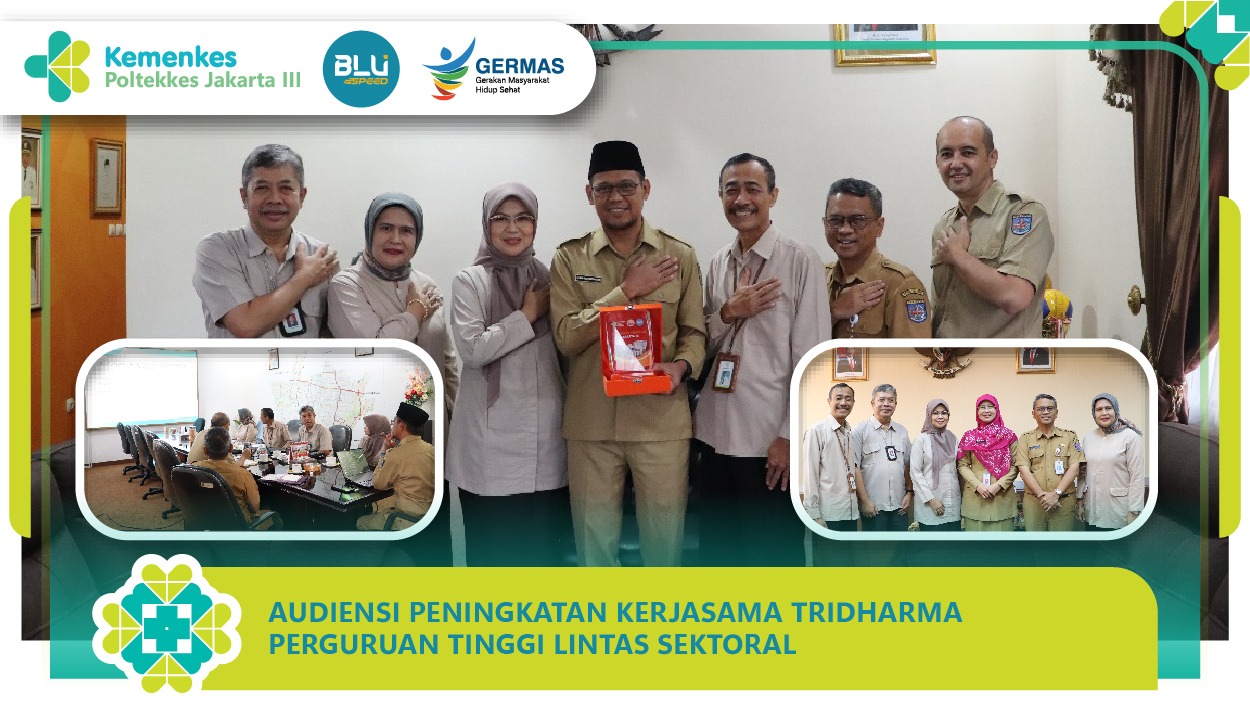 Kemenkes
Poltekkes Jakarta III
BLU
SPEED
GERMAS
Gerakan Masyarakat
Hidup Sehat
AUDIENSI PENINGKATAN KERJASAMA TRIDHARMA
PERGURUAN TINGGI LINTAS SEKTORAL